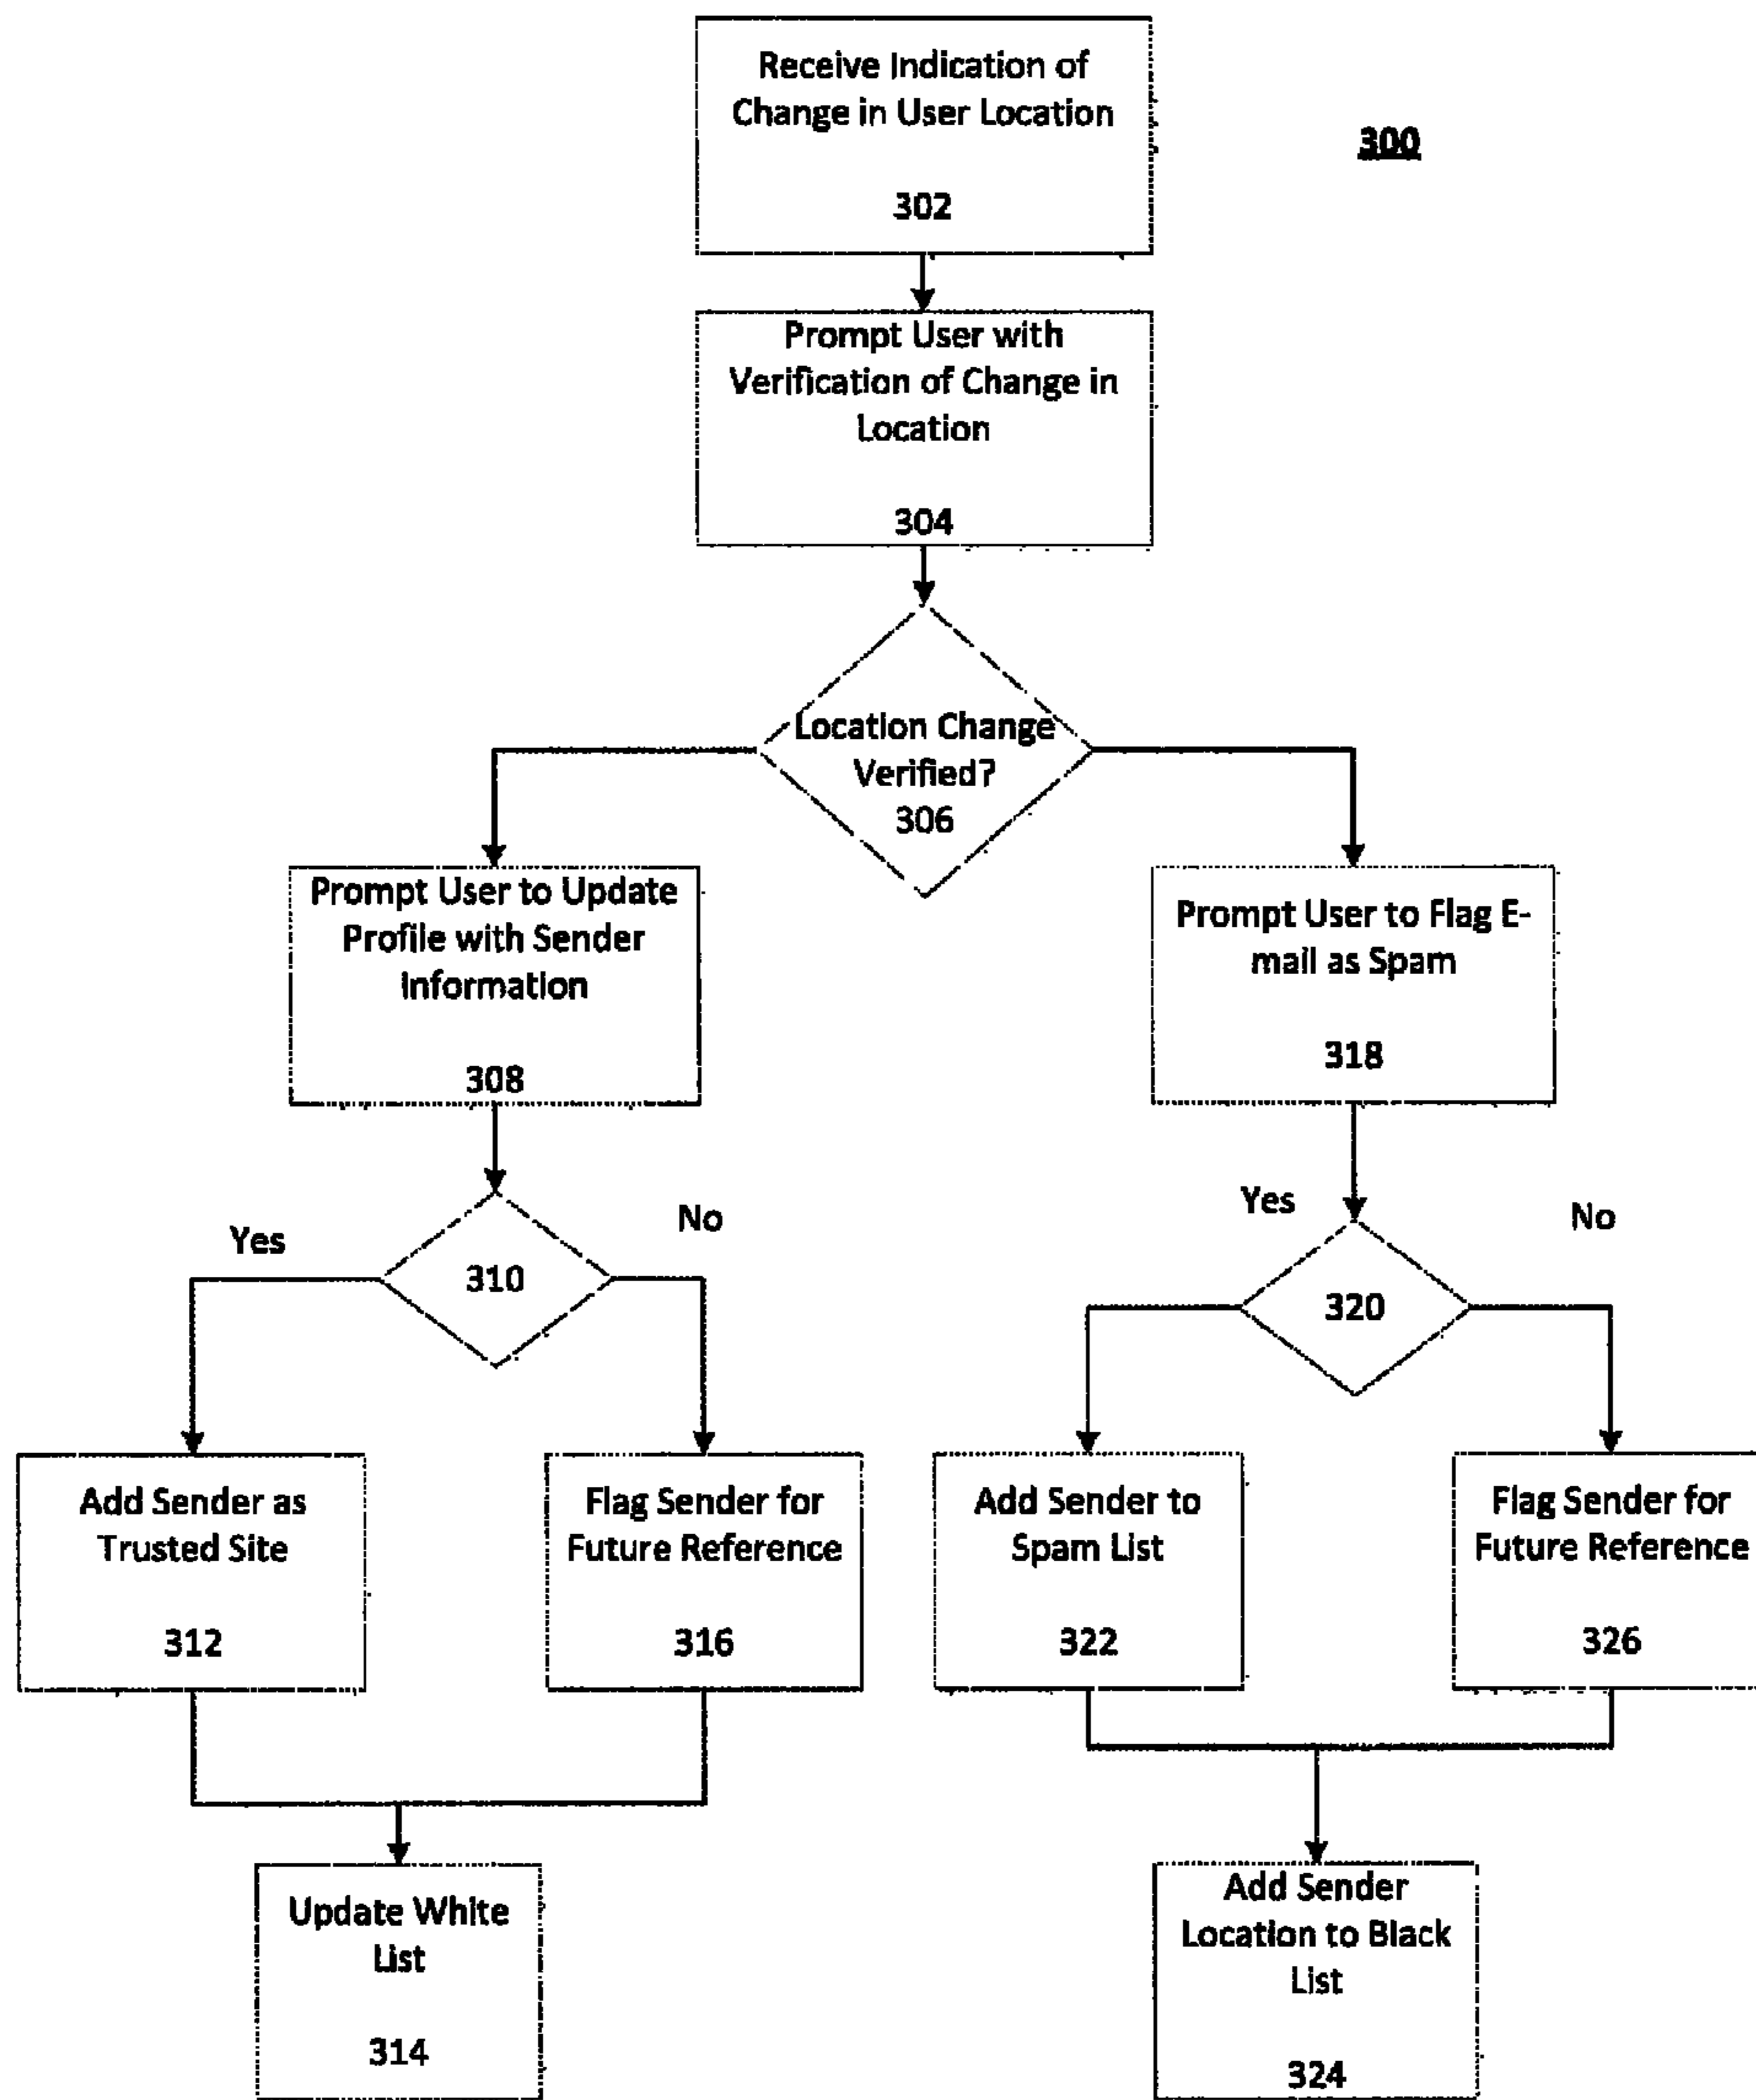 Receive Indication of
Change in User Location
302
300
Prompt User with
Verification of Change in
Location
304
Location Change
Verified?
306
Prompt User to Update
Profile with Sender
Information
308
Prompt User to Flag E-
mail as Spam
318
Yes
No
310
Yes
No
320
Add Sender as
Trusted Site
312
Flag Sender for
Future Reference
316
Add Sender to
Spam List
322
Flag Sender for
Future Reference
326
Update White
List
314
Add Sender
Location to Black
List
324